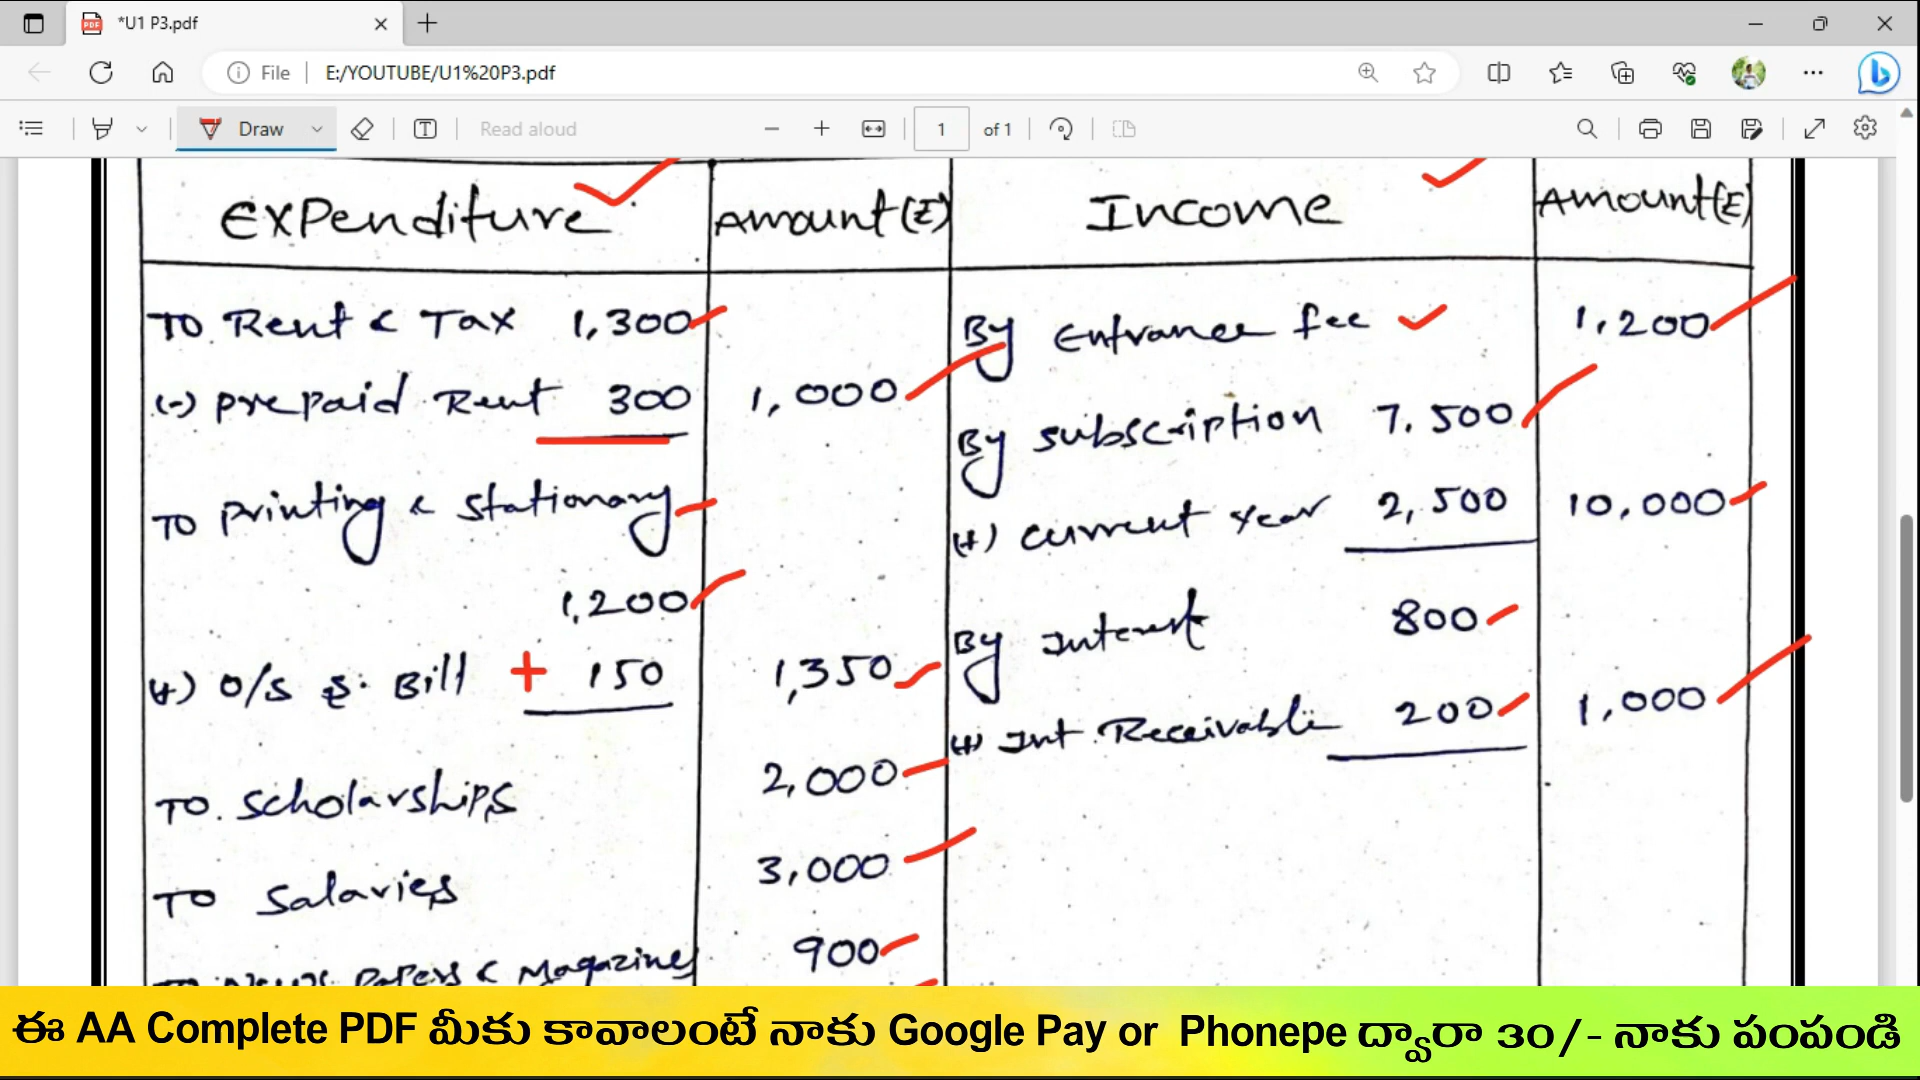 *U1 P3.pdf
File E:/YOUTUBE/U1%20P3.pdf
Draw Read aloud 1 of 1
Expenditure Amount(₹) Income Amount(₹)
To Rent & Tax 1,300
(-) prepaid Rent 300 1,000
To printing & stationary
1,200
(+) o/s s. Bill + 150 1,350
To. scholarships 2,000
To salaries 3,000
To News papers & Magazines 900
By Entrance fee 1,200
By subscription 7.500
(+) current year 2,500 10,000
By Interest 800
(+) Int. Receivable 200 1,000
ఈ AA Complete PDF మీకు కావాలంటే నాకు Google Pay or Phonepe ద్వారా 30/- నాకు పంపండి